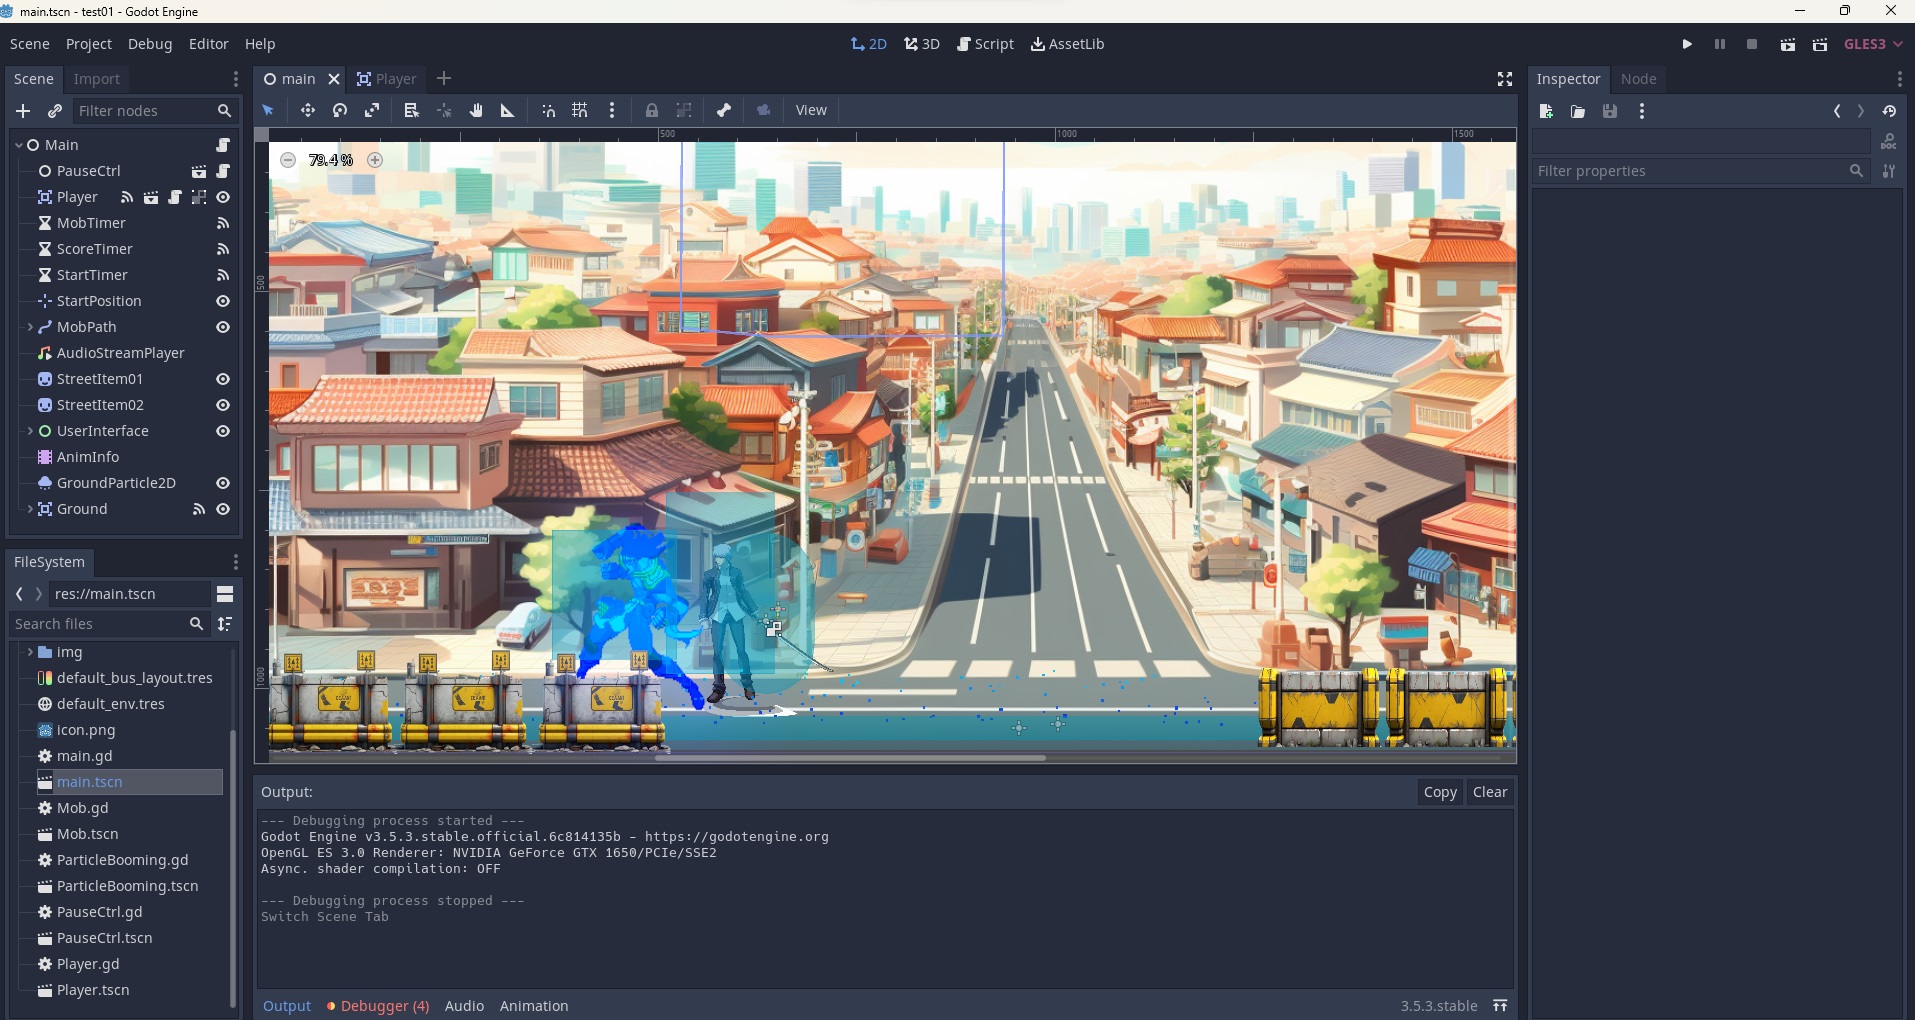 main.tscn - test01 - Godot Engine
Scene Project Debug Editor Help
2D 3D Script AssetLib
GLES3
Scene Import
main Player
Inspector Node
Filter nodes
View
500 1000 1500
79.4 %
Filter properties
DOC
Main
PauseCtrl
Player
MobTimer
ScoreTimer
StartTimer
StartPosition
MobPath
AudioStreamPlayer
StreetItem01
StreetItem02
UserInterface
AnimInfo
GroundParticle2D
Ground
500
1000
FileSystem
res://main.tscn
Search files
img
default_bus_layout.tres
default_env.tres
icon.png
main.gd
main.tscn
Mob.gd
Mob.tscn
ParticleBooming.gd
ParticleBooming.tscn
PauseCtrl.gd
PauseCtrl.tscn
Player.gd
Player.tscn
Output:
Copy Clear
--- Debugging process started ---
Godot Engine v3.5.3.stable.official.6c814135b - https://godotengine.org
OpenGL ES 3.0 Renderer: NVIDIA GeForce GTX 1650/PCIe/SSE2
Async. shader compilation: OFF
--- Debugging process stopped ---
Switch Scene Tab
Output Debugger (4) Audio Animation
3.5.3.stable